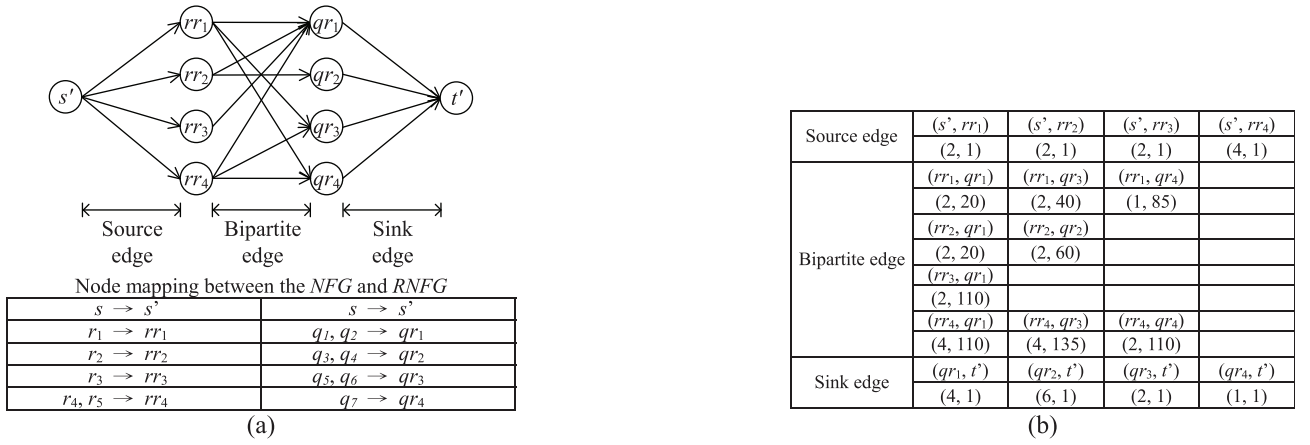 s'
rr1
rr2
rr3
rr4
qr1
qr2
qr3
qr4
t'
Source edge
Bipartite edge
Sink edge
Node mapping between the NFG and RNFG
s → s’ s → s’
r1 → rr1 q1, q2 → qr1
r2 → rr2 q3, q4 → qr2
r3 → rr3 q5, q6 → qr3
r4, r5 → rr4 q7 → qr4
(a)
Source edge (s’, rr1) (s’, rr2) (s’, rr3) (s’, rr4)
(2, 1) (2, 1) (2, 1) (4, 1)
Bipartite edge (rr1, qr1) (rr1, qr3) (rr1, qr4)
(2, 20) (2, 40) (1, 85)
(rr2, qr1) (rr2, qr2)
(2, 20) (2, 60)
(rr3, qr1)
(2, 110)
(rr4, qr1) (rr4, qr3) (rr4, qr4)
(4, 110) (4, 135) (2, 110)
Sink edge (qr1, t’) (qr2, t’) (qr3, t’) (qr4, t’)
(4, 1) (6, 1) (2, 1) (1, 1)
(b)